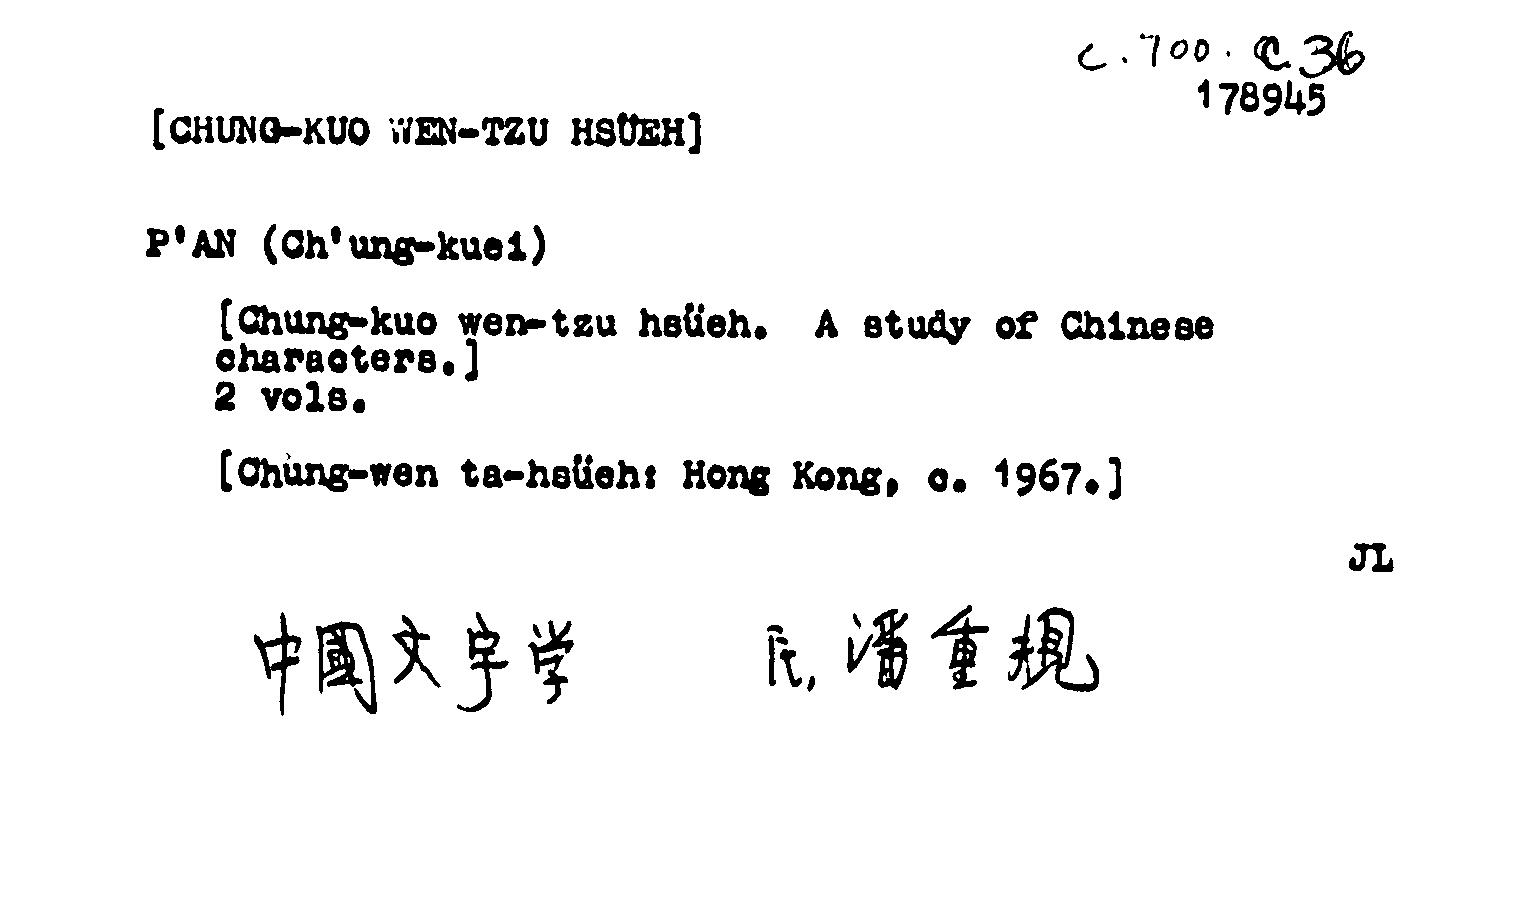 c.700.c.36
178945
[CHUNG-KUO WEN-TZU HSÜEH]
P'AN (Ch'ung-kuei)
[Chung-kuo wen-tzu hsüeh. A study of Chinese
characters.]
2 vols.
[Chung-wen ta-hsüeh: Hong Kong, c. 1967.]
JL
中國文字学 民, 潘重規